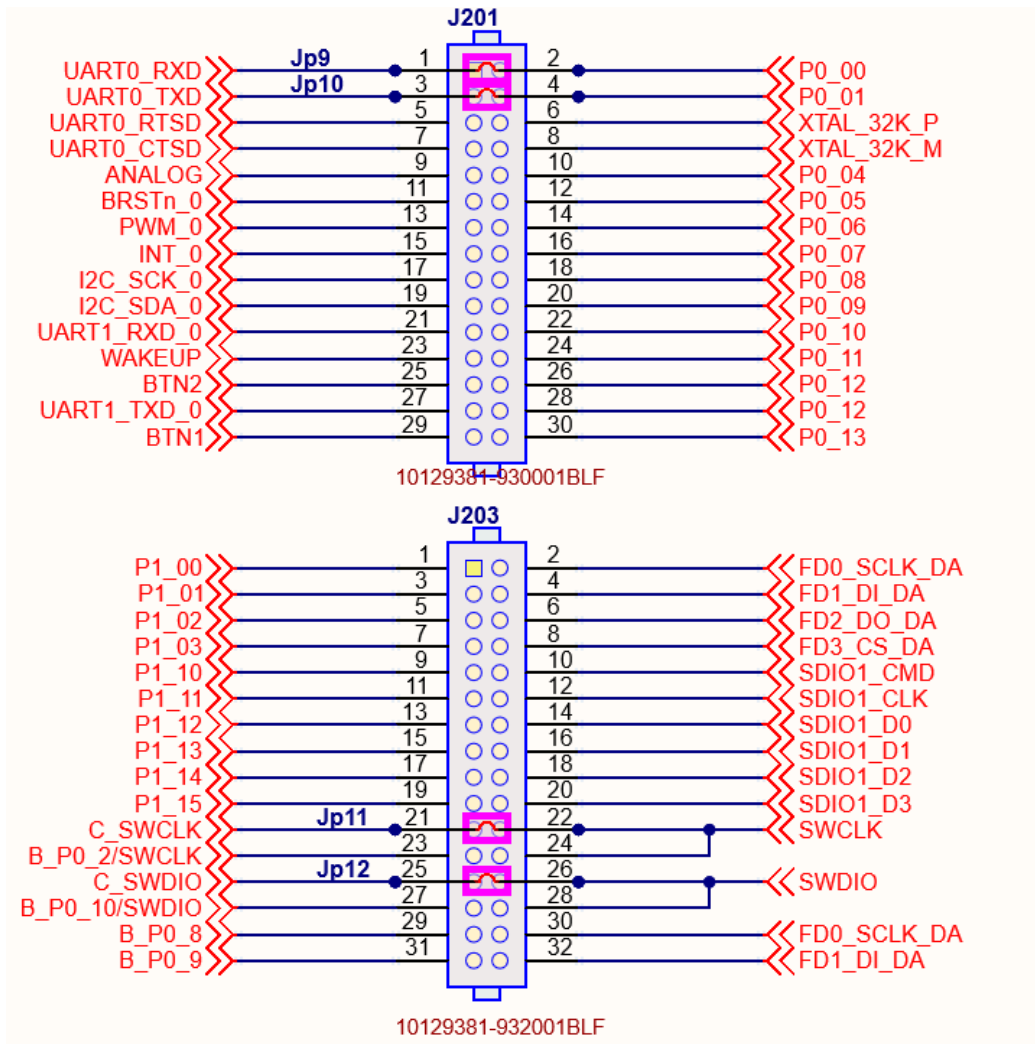 J201
UART0_RXD Jp9 1 2 P0_00
UART0_TXD Jp10 3 4 P0_01
UART0_RTSD 5 6 XTAL_32K_P
UART0_CTSD 7 8 XTAL_32K_M
ANALOG 9 10 P0_04
BRSTn_0 11 12 P0_05
PWM_0 13 14 P0_06
INT_0 15 16 P0_07
I2C_SCK_0 17 18 P0_08
I2C_SDA_0 19 20 P0_09
UART1_RXD_0 21 22 P0_10
WAKEUP 23 24 P0_11
BTN2 25 26 P0_12
UART1_TXD_0 27 28 P0_12
BTN1 29 30 P0_13
10129381-930001BLF
J203
P1_00 1 2 FD0_SCLK_DA
P1_01 3 4 FD1_DI_DA
P1_02 5 6 FD2_DO_DA
P1_03 7 8 FD3_CS_DA
P1_10 9 10 SDIO1_CMD
P1_11 11 12 SDIO1_CLK
P1_12 13 14 SDIO1_D0
P1_13 15 16 SDIO1_D1
P1_14 17 18 SDIO1_D2
P1_15 19 20 SDIO1_D3
C_SWCLK Jp11 21 22 SWCLK
B_P0_2/SWCLK 23 24
C_SWDIO Jp12 25 26 SWDIO
B_P0_10/SWDIO 27 28
B_P0_8 29 30 FD0_SCLK_DA
B_P0_9 31 32 FD1_DI_DA
10129381-932001BLF